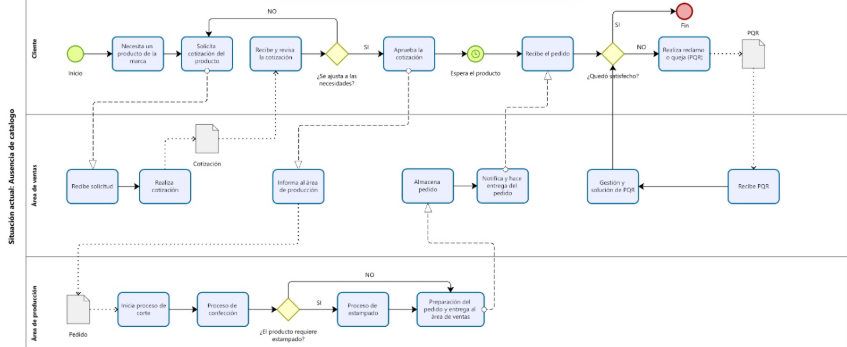 Situación actual: Ausencia de catalogo
Cliente
Inicio
Necesita un
producto de la
marca
Solicita
cotización del
producto
NO
Recibe y revisa
la cotización
¿Se ajusta a las
necesidades?
SI
Aprueba la
cotización
Espera el producto
Recibe el pedido
¿Quedó satisfecho?
SI
Fin
NO
Realiza reclamo
o queja (PQR)
PQR
Área de ventas
Recibe solicitud
Realiza
cotización
Cotización
Informa al área
de producción
Almacena
pedido
Notifica y hace
entrega del
pedido
Gestión y
solución de PQR
Recibe PQR
Área de producción
Pedido
Inicia proceso de
corte
Proceso de
confección
¿El producto requiere
estampado?
NO
SI
Proceso de
estampado
Preparación del
pedido y entrega al
área de ventas